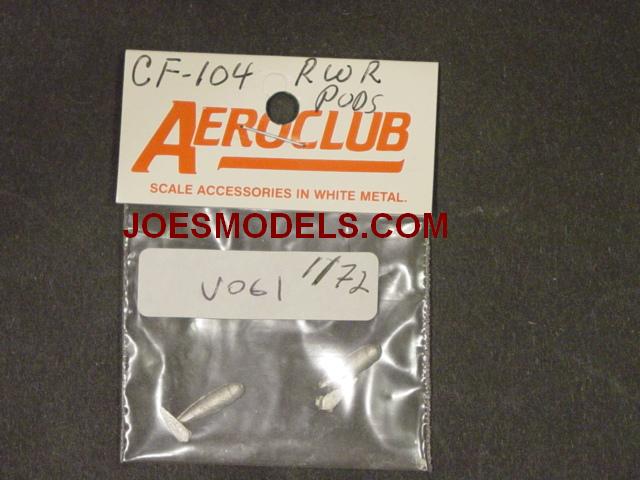 CF-104 RWR
PODS
AEROCLUB
SCALE ACCESSORIES IN WHITE METAL.
JOESMODELS.COM
V061 1/72